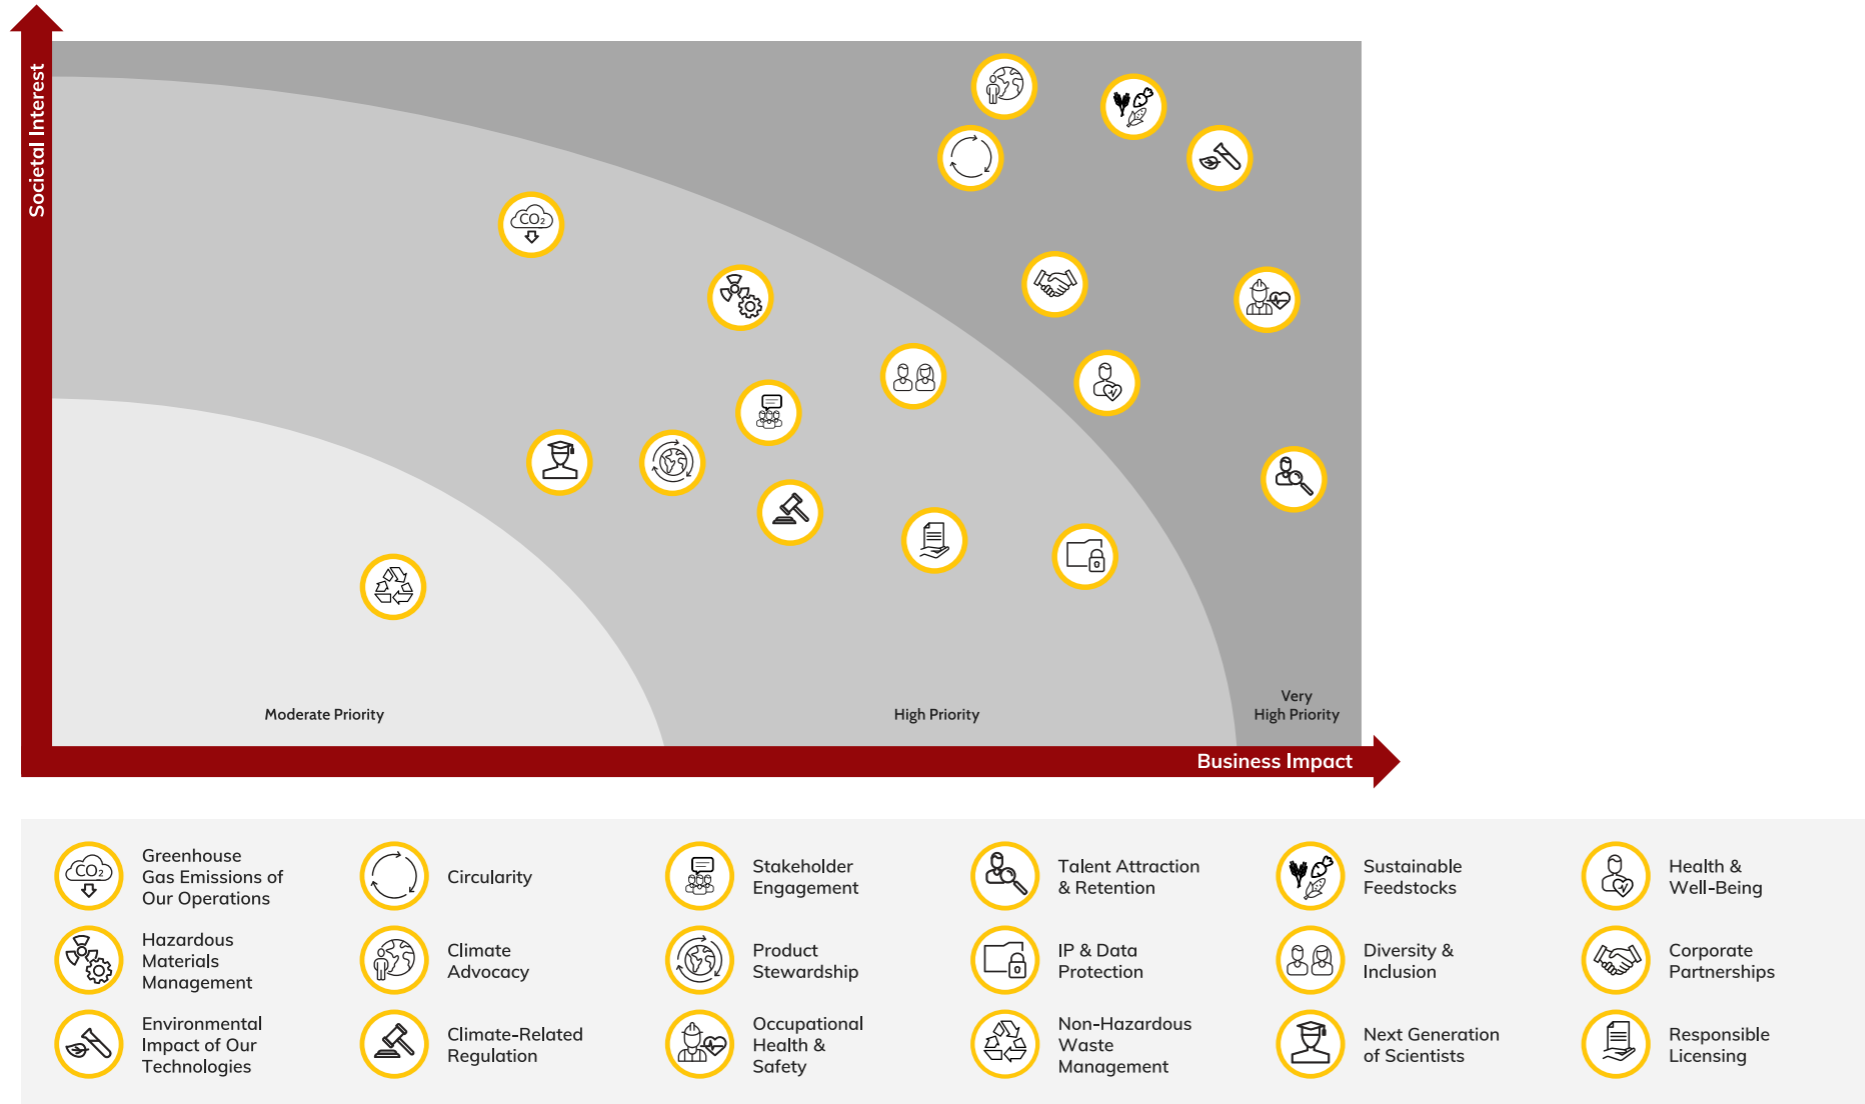 Societal Interest
CO₂
Moderate Priority
High Priority
Very
High Priority
Business Impact
CO₂
Greenhouse
Gas Emissions of
Our Operations
Circularity
Stakeholder
Engagement
Talent Attraction
& Retention
Sustainable
Feedstocks
Health &
Well-Being
Hazardous
Materials
Management
Climate
Advocacy
Product
Stewardship
IP & Data
Protection
Diversity &
Inclusion
Corporate
Partnerships
Environmental
Impact of Our
Technologies
Climate-Related
Regulation
Occupational
Health &
Safety
Non-Hazardous
Waste
Management
Next Generation
of Scientists
Responsible
Licensing